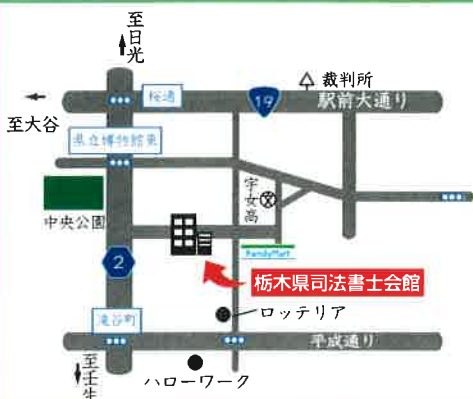 至日光
桜通
19
裁判所
駅前大通り
至大谷
県立博物館東
宇女高
中央公園
2
FamilyMart
栃木県司法書士会館
滝谷町
ロッテリア
平成通り
至壬生
ハローワーク